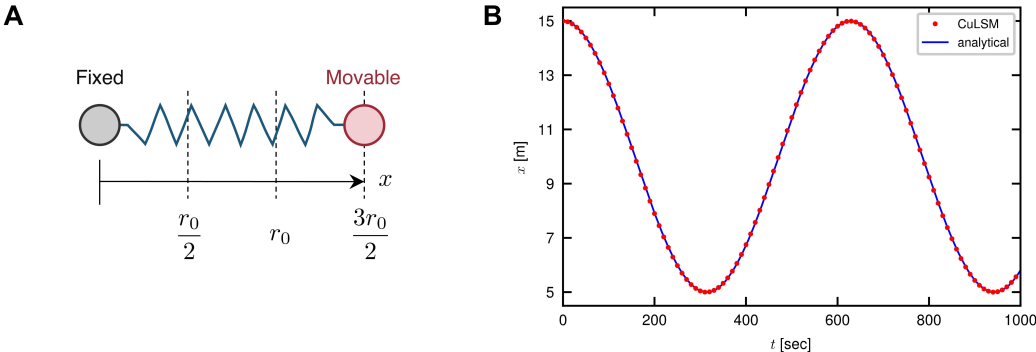 A
Fixed
Movable
x
r₀/2
r₀
3r₀/2
B
x [m]
15
13
11
9
7
5
CuLSM
analytical
0
200
400
600
800
1000
t [sec]